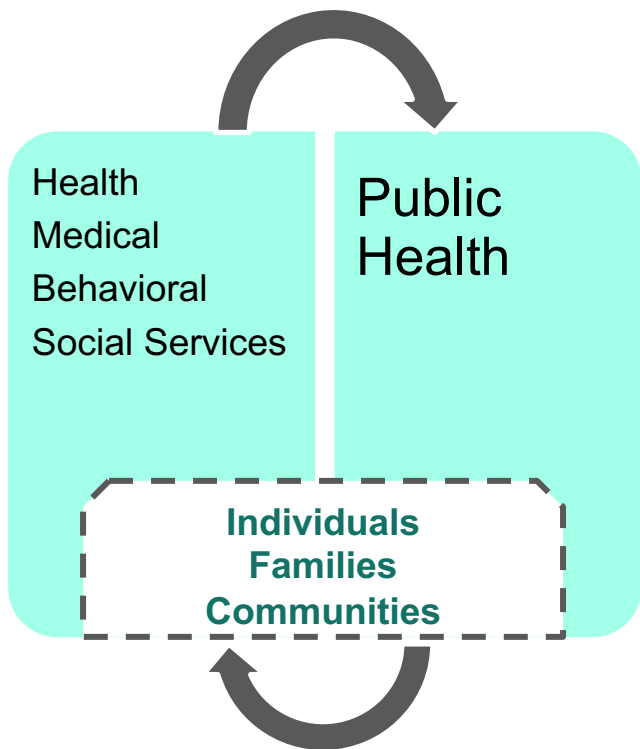 Health
Medical
Behavioral
Social Services
Public
Health
Individuals
Families
Communities